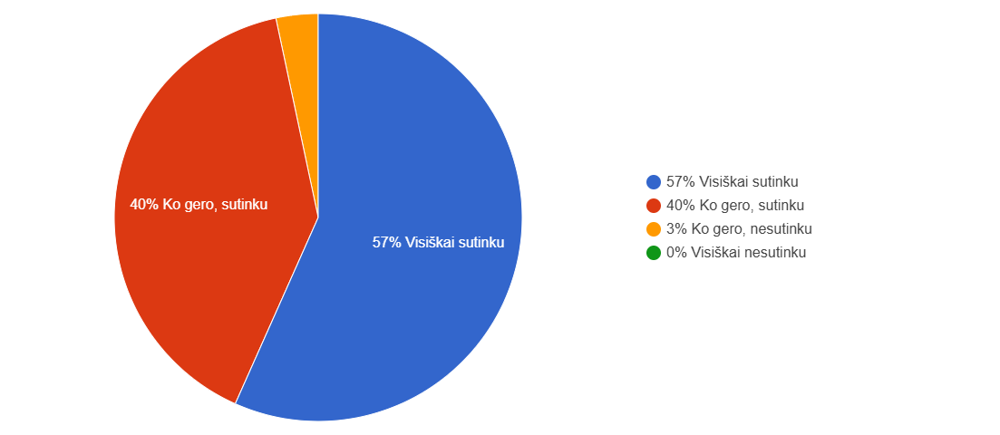 40% Ko gero, sutinku
57% Visiškai sutinku
57% Visiškai sutinku
40% Ko gero, sutinku
3% Ko gero, nesutinku
0% Visiškai nesutinku